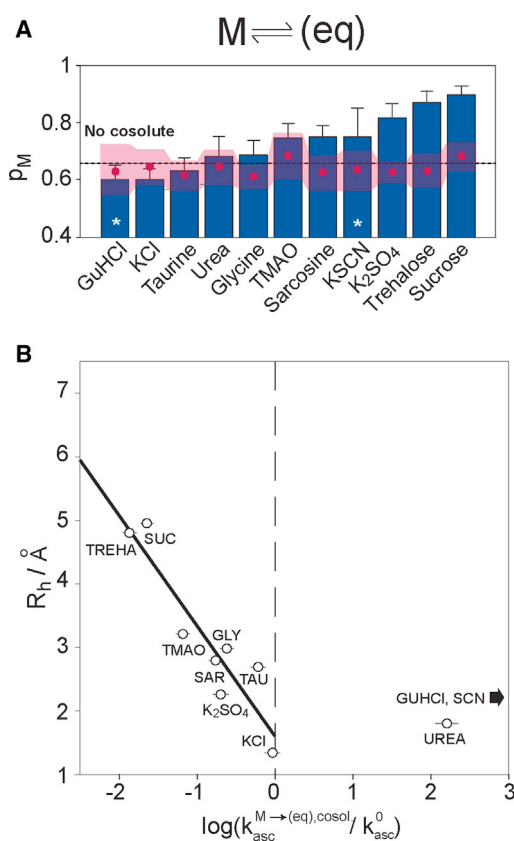 A
M ⇌ (eq)
1
No cosolute
0.8
0.6
0.4
pM
*
*
GuHCl
KCl
Taurine
Urea
Glycine
TMAO
Sarcosine
KSCN
K₂SO₄
Trehalose
Sucrose
B
7
6
5
4
3
2
1
Rh / Å
TREHA
SUC
TMAO
GLY
SAR
TAU
K₂SO₄
KCl
GUHCl, SCN
UREA
-2
-1
0
1
2
3
log(k_asc^M→(eq),cosol / k_asc^0)